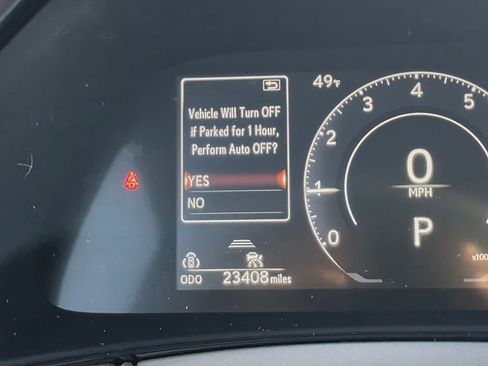 Vehicle Will Turn OFF
if Parked for 1 Hour,
Perform Auto OFF?
YES
NO
ODO 23408 miles
49°F
0
1
2
3
4
5
0
MPH
P
x100